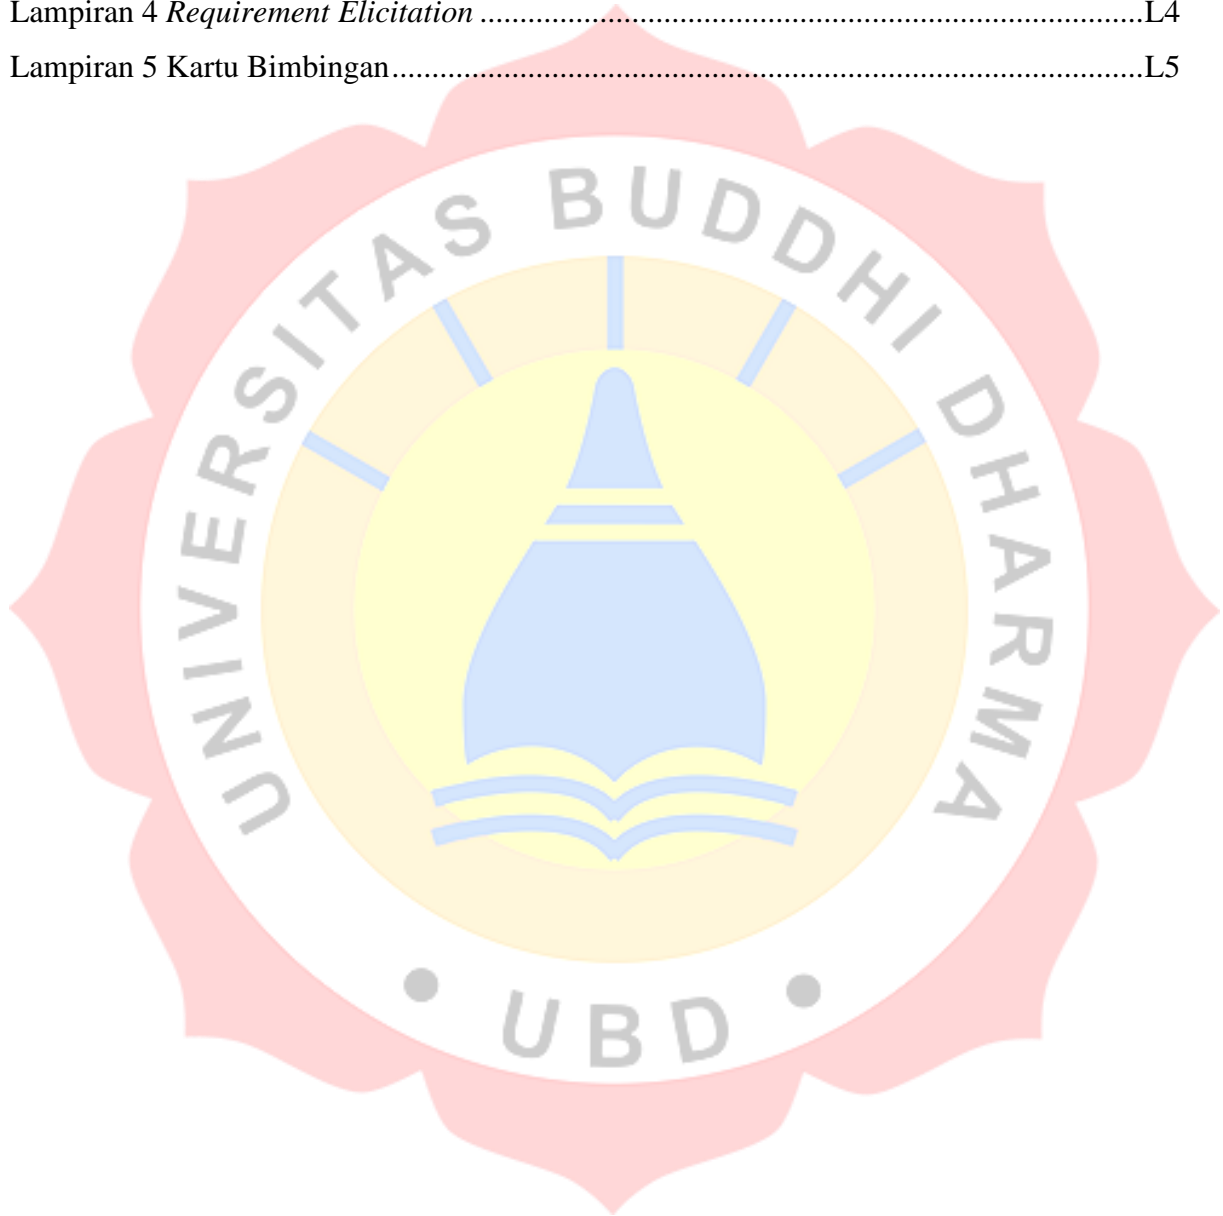 Lampiran 4 Requirement Elicitation ....................................................................................L4
Lampiran 5 Kartu Bimbingan...............................................................................................L5
UNIVERSITAS BUDDHI DHARMA
• UBD •